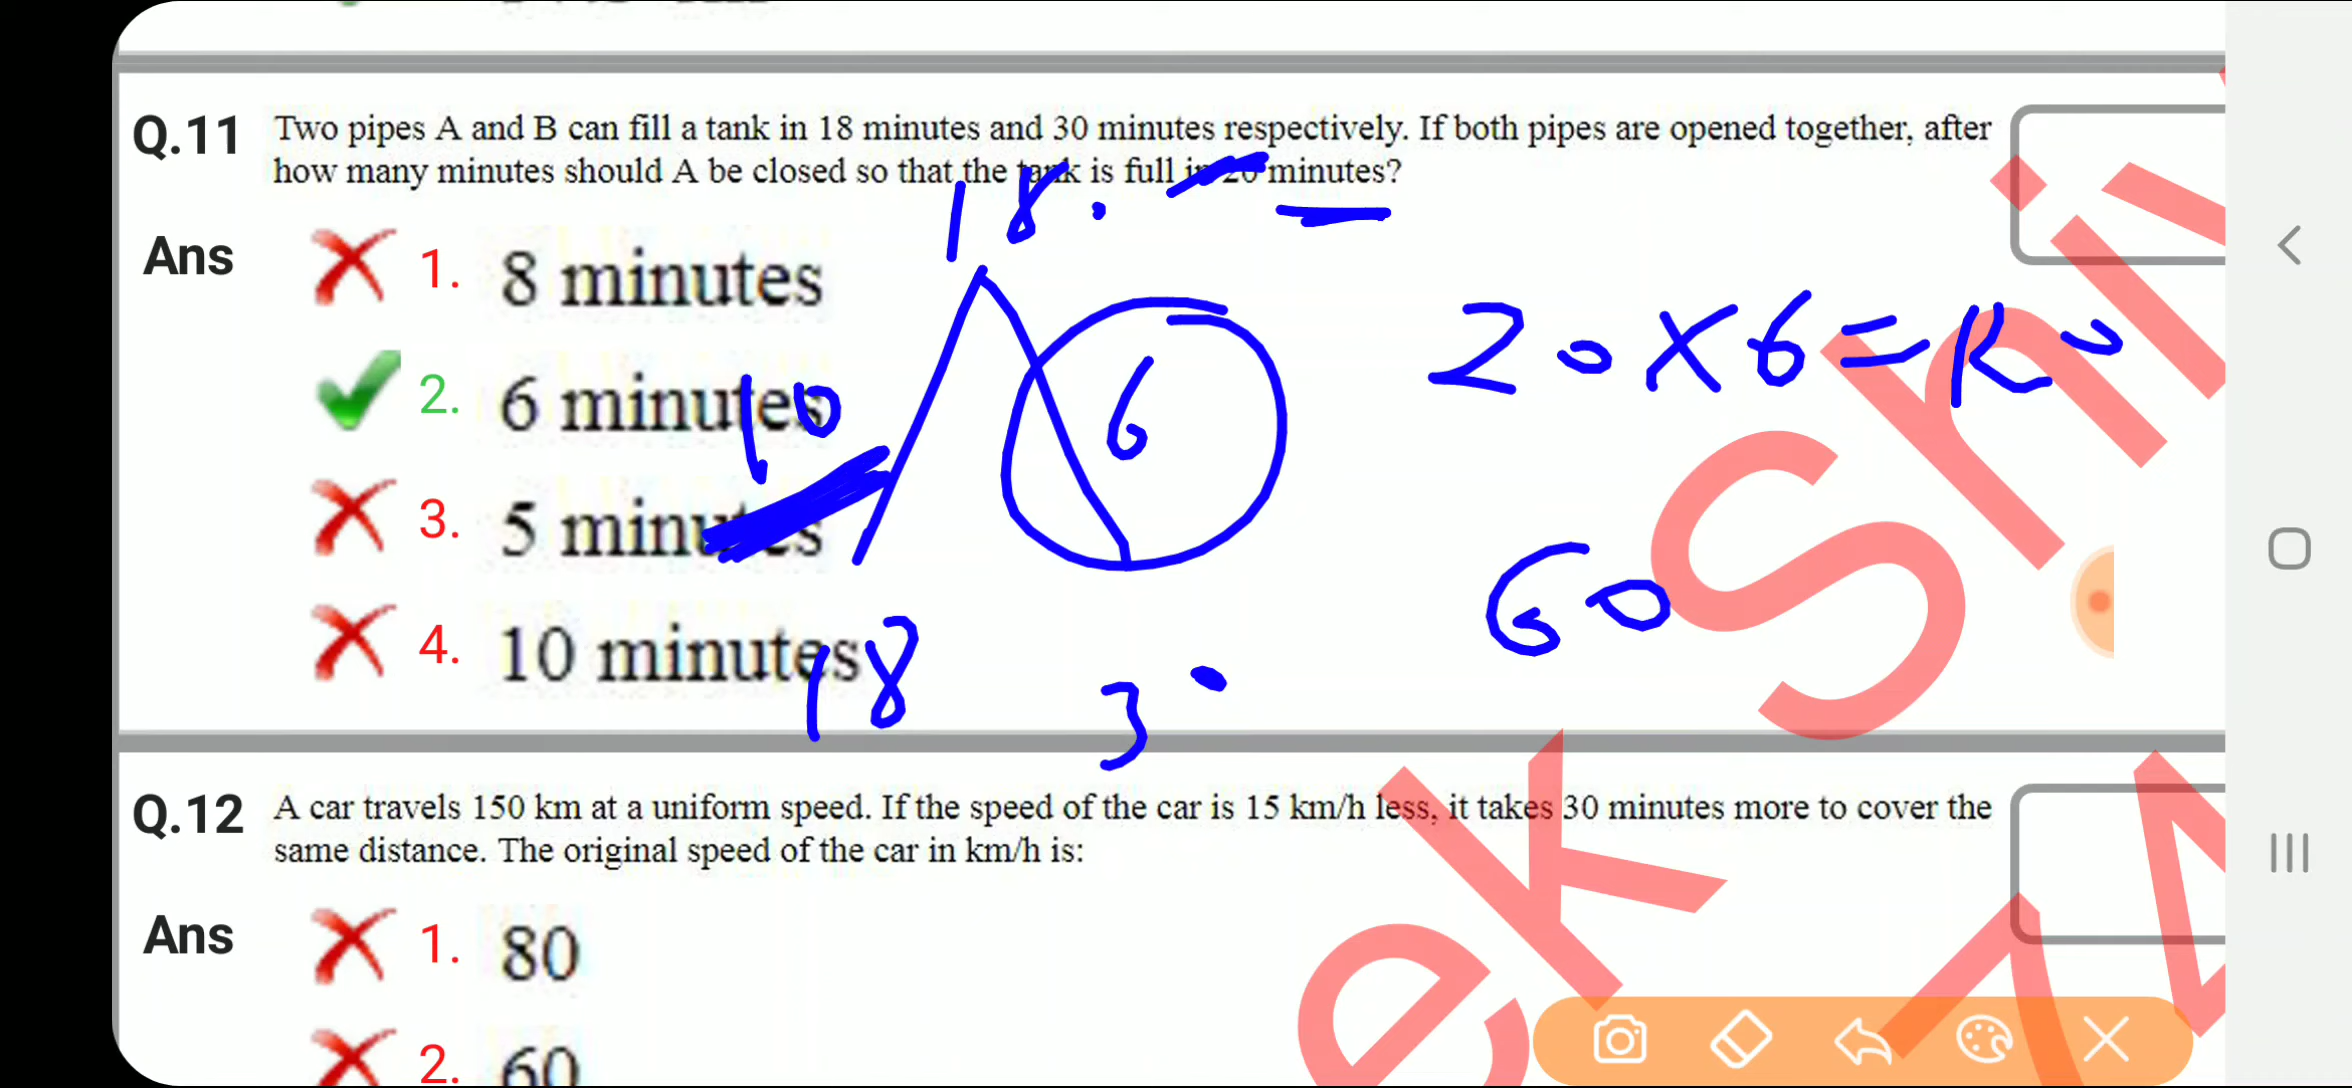 Q.11 Two pipes A and B can fill a tank in 18 minutes and 30 minutes respectively. If both pipes are opened together, after
how many minutes should A be closed so that the tank is full in 20 minutes?
18.
Ans 1. 8 minutes
20×6=
2. 6 minutes
10
6
3. 5 minutes
60
4. 10 minutes
18
3
Q.12 A car travels 150 km at a uniform speed. If the speed of the car is 15 km/h less, it takes 30 minutes more to cover the
same distance. The original speed of the car in km/h is:
Ans 1. 80
2. 60
ek Shi